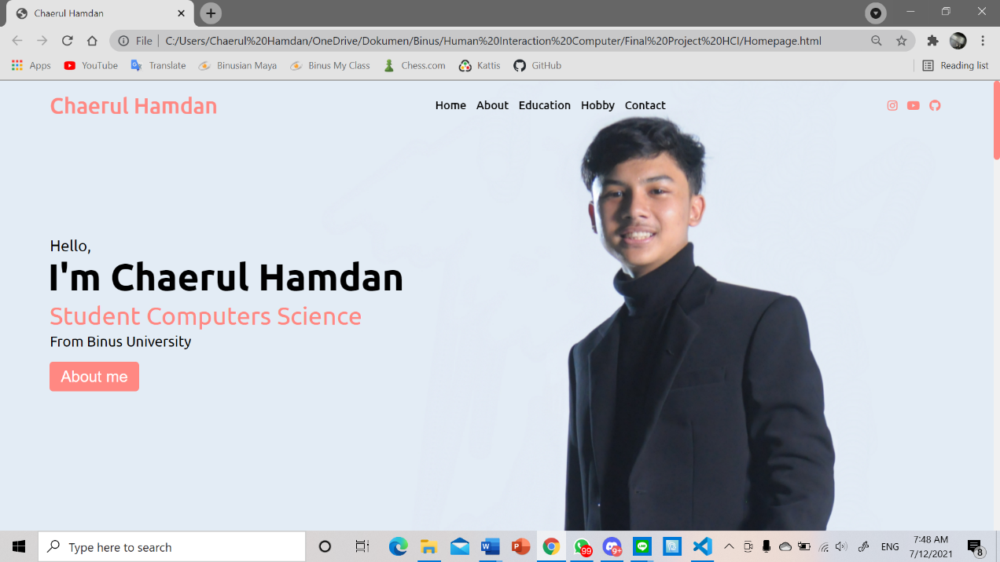 Chaerul Hamdan
File
C:/Users/Chaerul%20Hamdan/OneDrive/Dokumen/Binus/Human%20Interaction%20Computer/Final%20Project%20HCI/Homepage.html
Apps YouTube Translate Binusian Maya Binus My Class Chess.com Kattis GitHub Reading list
Chaerul Hamdan
Home About Education Hobby Contact
Hello,
I'm Chaerul Hamdan
Student Computers Science
From Binus University
About me
Type here to search
99
9+
ENG
7:48 AM
7/12/2021
8